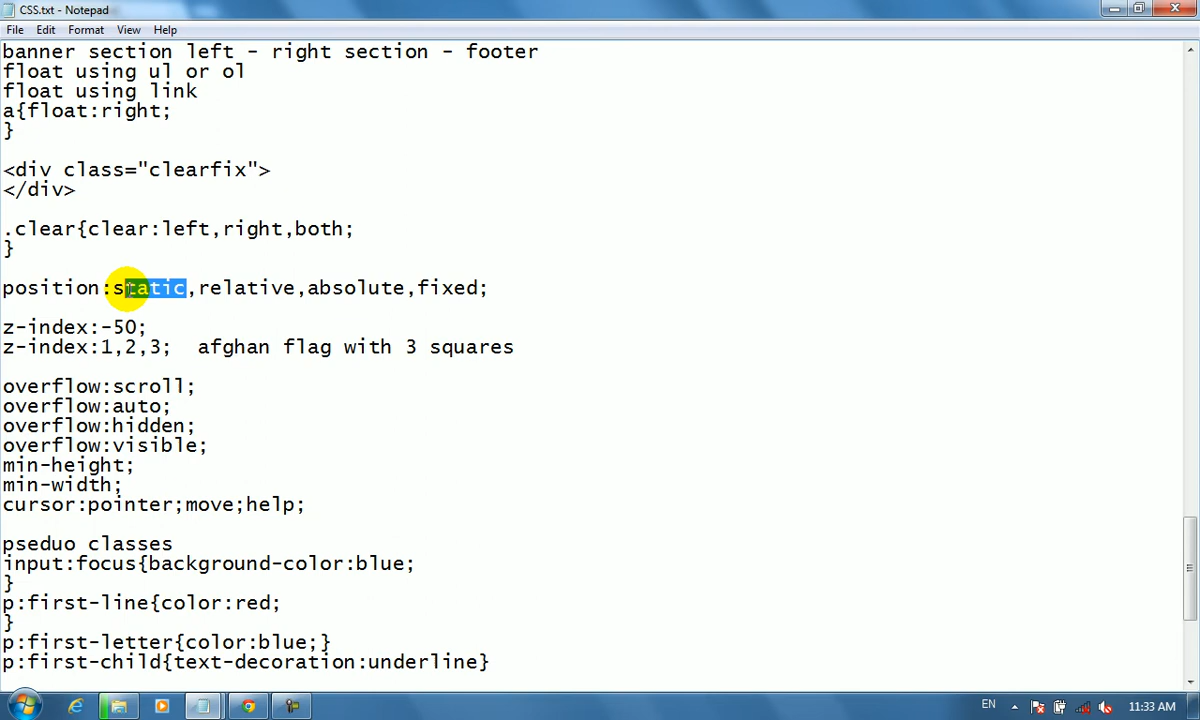 CSS.txt - Notepad
File Edit Format View Help
banner section left - right section - footer
float using ul or ol
float using link
a{float:right;
}
<div class="clearfix">
</div>
.clear{clear:left,right,both;
}
position:static,relative,absolute,fixed;
z-index:-50;
z-index:1,2,3;  afghan flag with 3 squares
overflow:scroll;
overflow:auto;
overflow:hidden;
overflow:visible;
min-height;
min-width;
cursor:pointer;move;help;
pseduo classes
input:focus{background-color:blue;
}
p:first-line{color:red;
}
p:first-letter{color:blue;}
p:first-child{text-decoration:underline}
EN 11:33 AM